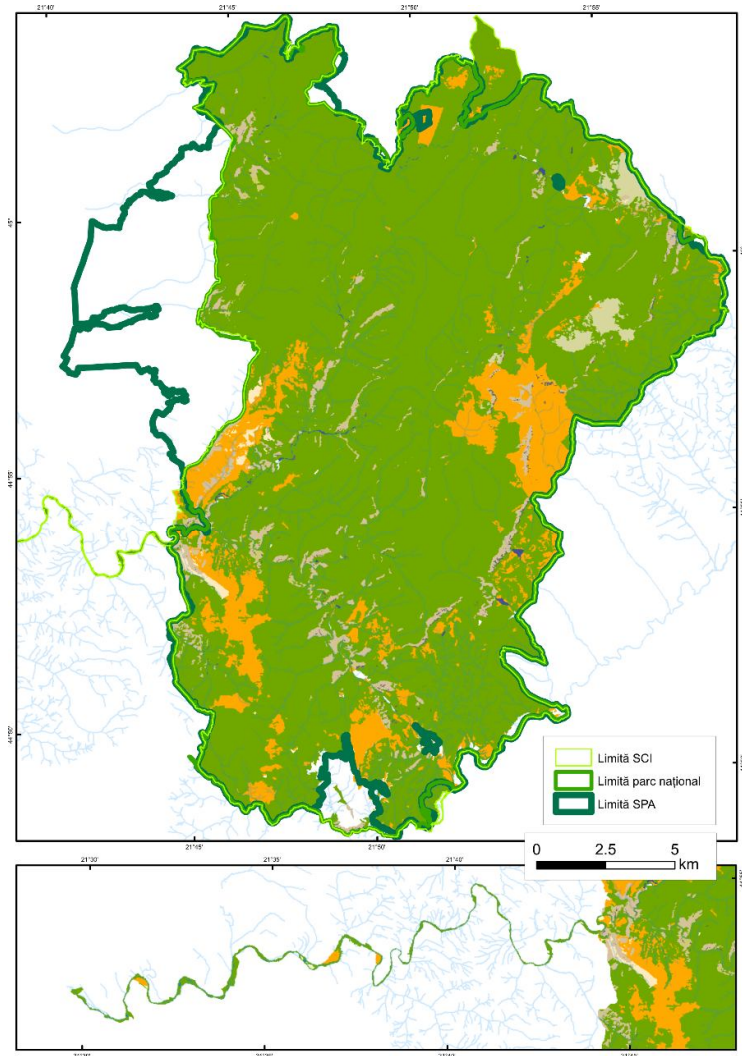 21°40' 21°45' 21°50' 21°55'
45°
44°55'
44°50'
Limită SCI
Limită parc național
Limită SPA
21°45' 21°50'
0 2.5 5
km
21°30' 21°35' 21°40'